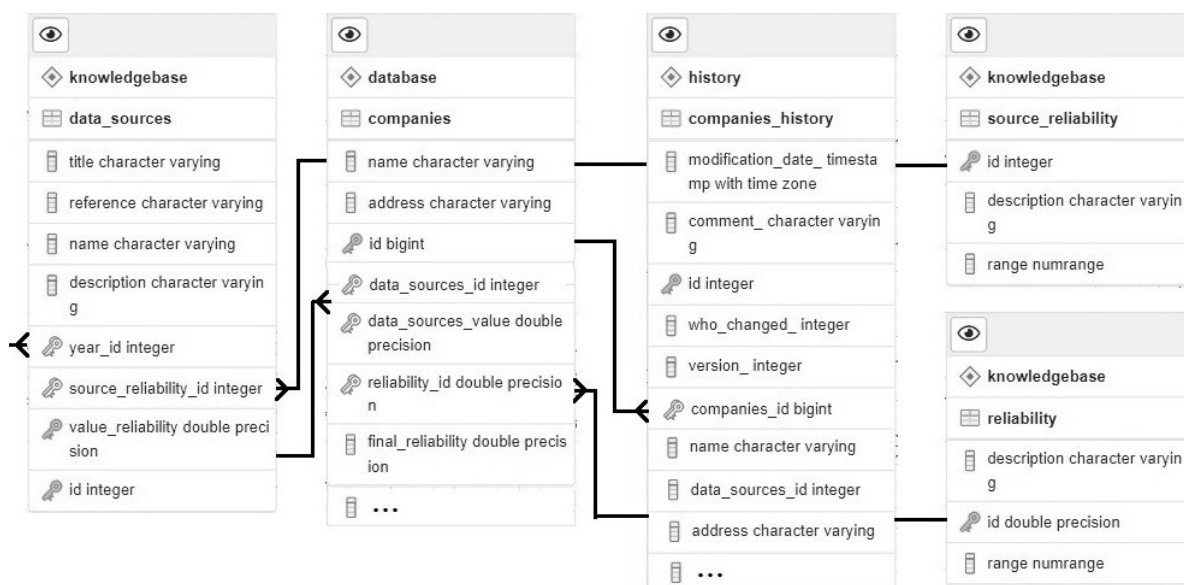 knowledgebase
data_sources
title character varying
reference character varying
name character varying
description character varyin
g
year_id integer
source_reliability_id integer
value_reliability double preci
sion
id integer
database
companies
name character varying
address character varying
id bigint
data_sources_id integer
data_sources_value double
precision
reliability_id double precisio
n
final_reliability double precis
ion
...
history
companies_history
modification_date_ timesta
mp with time zone
comment_ character varyin
g
id integer
who_changed_ integer
version_ integer
companies_id bigint
name character varying
data_sources_id integer
address character varying
...
knowledgebase
source_reliability
id integer
description character varyin
g
range numrange
knowledgebase
reliability
description character varyin
g
id double precision
range numrange